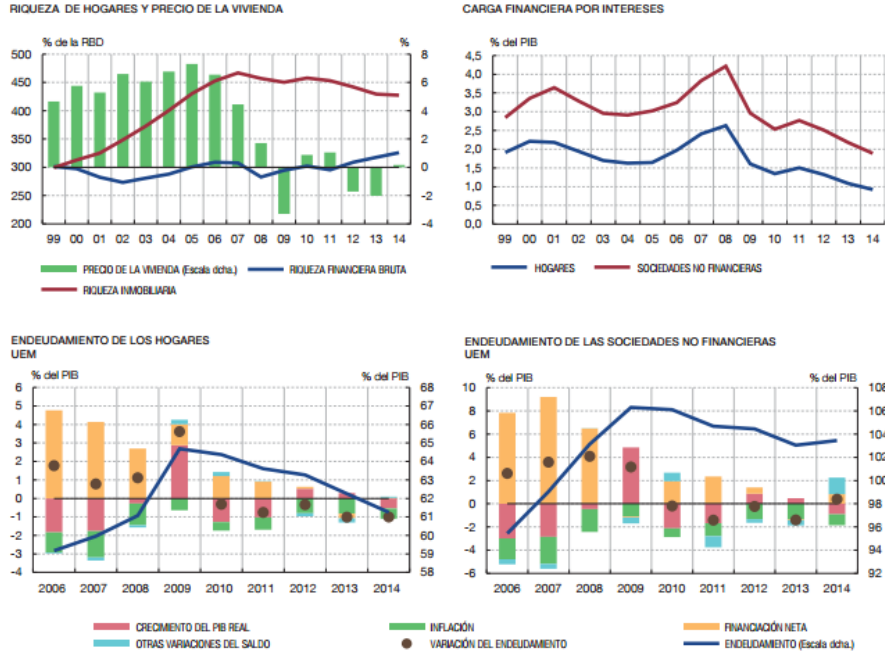 RIQUEZA DE HOGARES Y PRECIO DE LA VIVIENDA
% de la RBD %
500 8
450 6
400 4
350 2
300 0
250 -2
200 -4
99 00 01 02 03 04 05 06 07 08 09 10 11 12 13 14
PRECIO DE LA VIVIENDA (Escala dcha.) RIQUEZA FINANCIERA BRUTA
RIQUEZA INMOBILIARIA
CARGA FINANCIERA POR INTERESES
% del PIB
4,5
4,0
3,5
3,0
2,5
2,0
1,5
1,0
0,5
0,0
99 00 01 02 03 04 05 06 07 08 09 10 11 12 13 14
HOGARES SOCIEDADES NO FINANCIERAS
ENDEUDAMIENTO DE LOS HOGARES
UEM
% del PIB % del PIB
6 68
5 67
4 66
3 65
2 64
1 63
0 62
-1 61
-2 60
-3 59
-4 58
2006 2007 2008 2009 2010 2011 2012 2013 2014
ENDEUDAMIENTO DE LAS SOCIEDADES NO FINANCIERAS
UEM
% del PIB % del PIB
10 108
8 106
6 104
4 102
2 100
0 98
-2 96
-4 94
-6 92
2006 2007 2008 2009 2010 2011 2012 2013 2014
CRECIMIENTO DEL PIB REAL INFLACIÓN FINANCIACIÓN NETA
OTRAS VARIACIONES DEL SALDO VARIACIÓN DEL ENDEUDAMIENTO ENDEUDAMIENTO (Escala dcha.)